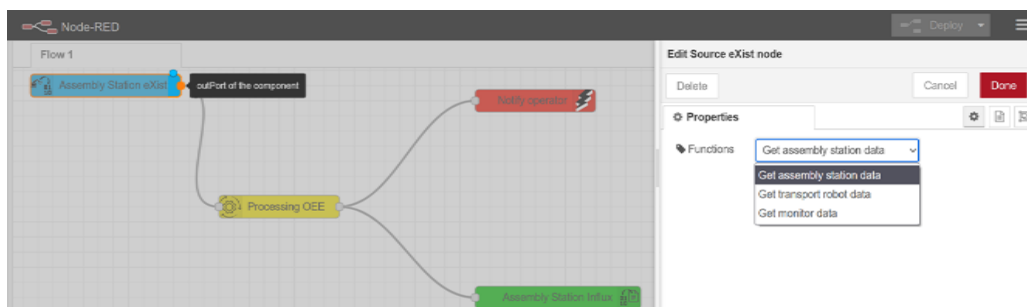 Node-RED
Deploy
Flow 1
Assembly Station eXist
outPort of the component
Notify operator
Processing OEE
Assembly Station Influx
Edit Source eXist node
Delete
Cancel
Done
Properties
Functions
Get assembly station data
Get assembly station data
Get transport robot data
Get monitor data